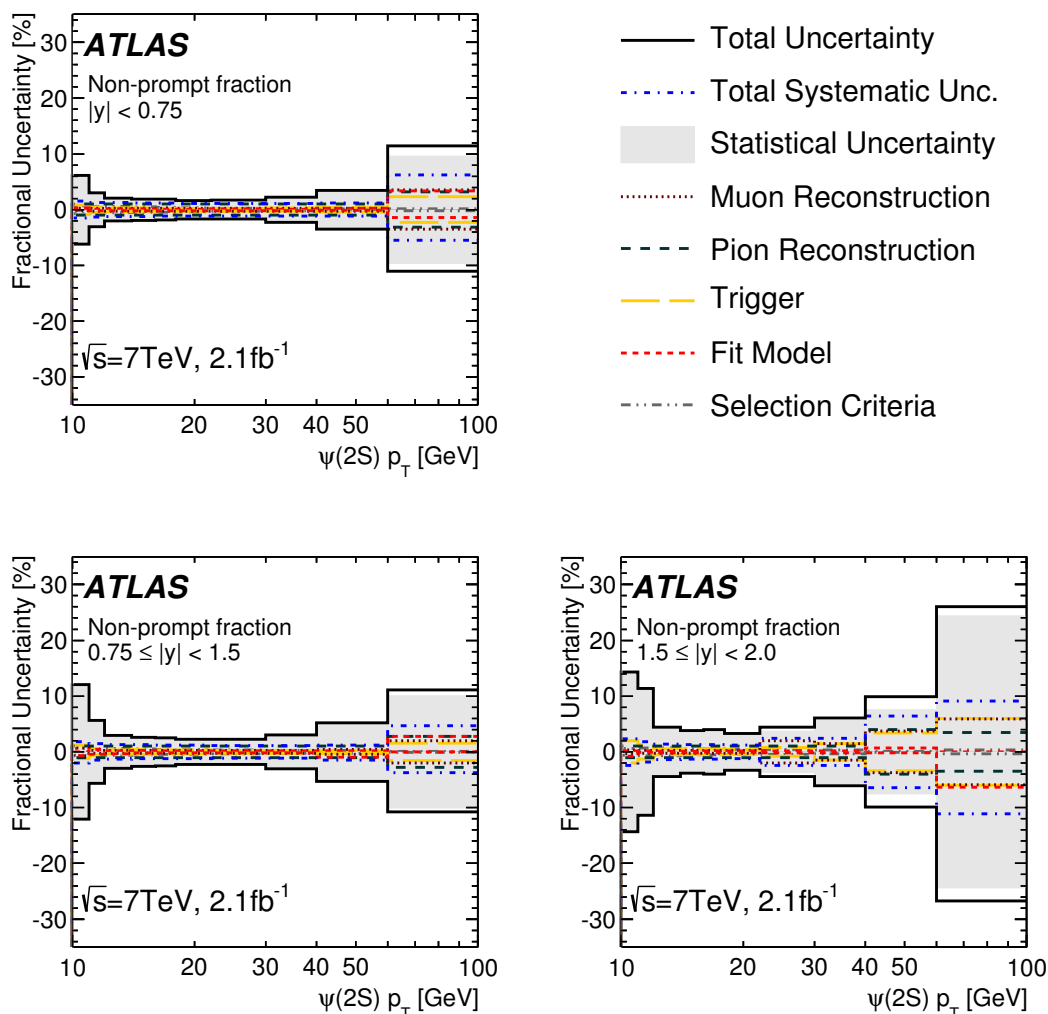 Fractional Uncertainty [%]
30
20
10
0
-10
-20
-30
ATLAS
Non-prompt fraction
|y| < 0.75
√s=7TeV, 2.1fb⁻¹
10
20
30
40
50
100
ψ(2S) p_T [GeV]
Total Uncertainty
Total Systematic Unc.
Statistical Uncertainty
Muon Reconstruction
Pion Reconstruction
Trigger
Fit Model
Selection Criteria
Fractional Uncertainty [%]
30
20
10
0
-10
-20
-30
ATLAS
Non-prompt fraction
0.75 ≤ |y| < 1.5
√s=7TeV, 2.1fb⁻¹
10
20
30
40
50
100
ψ(2S) p_T [GeV]
Fractional Uncertainty [%]
30
20
10
0
-10
-20
-30
ATLAS
Non-prompt fraction
1.5 ≤ |y| < 2.0
√s=7TeV, 2.1fb⁻¹
10
20
30
40
50
100
ψ(2S) p_T [GeV]